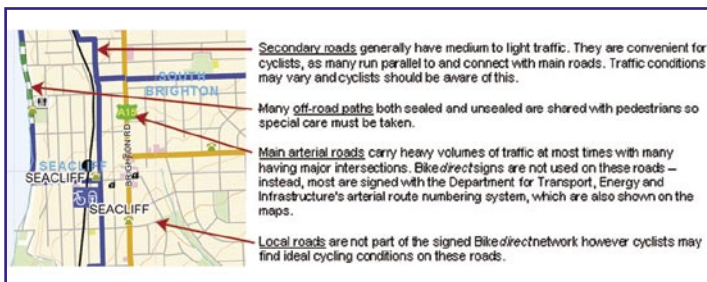 SOUTH
BRIGHTON
A15
BRIGHTON RD
SEACLIFF
SEACLIFF
SEACLIFF
Secondary roads generally have medium to light traffic. They are convenient for
cyclists, as many run parallel to and connect with main roads. Traffic conditions
may vary and cyclists should be aware of this.
Many off-road paths both sealed and unsealed are shared with pedestrians so
special care must be taken.
Main arterial roads carry heavy volumes of traffic at most times with many
having major intersections. Bikedirect signs are not used on these roads –
instead, most are signed with the Department for Transport, Energy and
Infrastructure's arterial route numbering system, which are also shown on the
maps.
Local roads are not part of the signed Bikedirect network however cyclists may
find ideal cycling conditions on these roads.